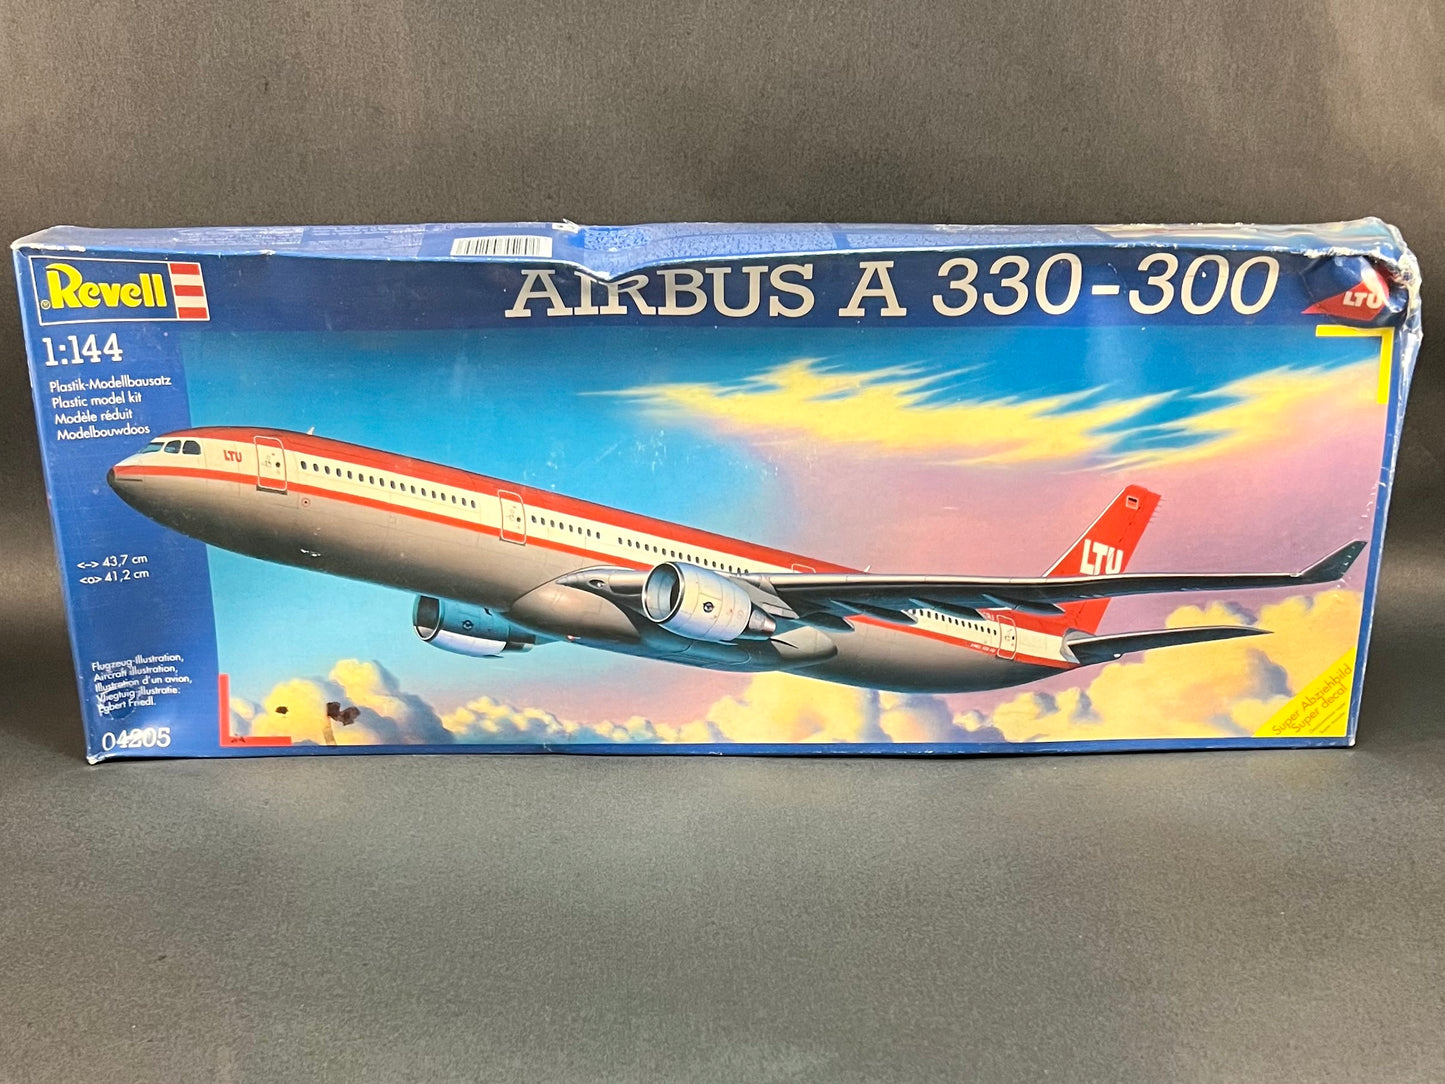 Revell
AIRBUS A 330-300
LTU
1:144
Plastik-Modellbausatz
Plastic model kit
Modèle réduit
Modelbouwdoos
LTU
LTU
<-> 43,7 cm
<o> 41,2 cm
Flugzeug-Illustration,
Aircraft illustration,
Illustration d'un avion,
Vliegtuig-illustratie:
Egbert Friedl.
04205
Super Abziehbild
Super decal